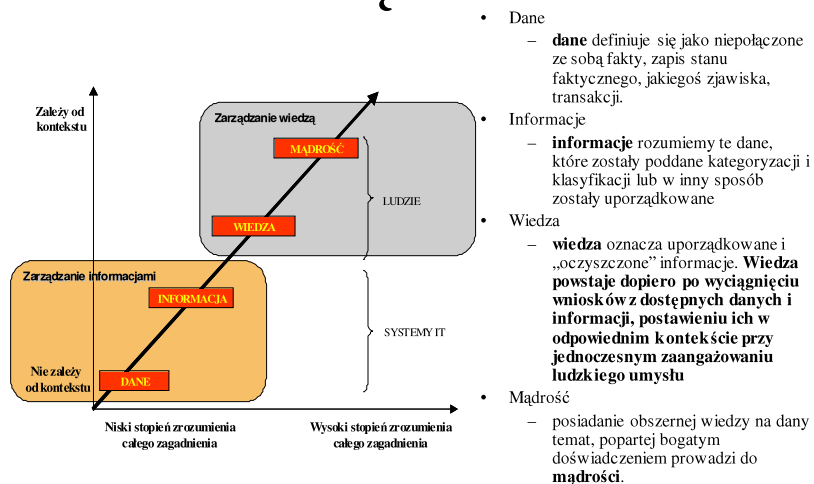 Zależy od
kontekstu
Zarządzanie wiedzą
MĄDROŚĆ
LUDZIE
WIEDZA
Zarządzanie informacjami
INFORMACJA
SYSTEMY IT
Nie zależy
od kontekstu
DANE
Niski stopień zrozumienia
całego zagadnienia
Wysoki stopień zrozumienia
całego zagadnienia
• Dane
– dane definiuje się jako niepołączone
ze sobą fakty, zapis stanu
faktycznego, jakiegoś zjawiska,
transakcji.
• Informacje
– informacje rozumiemy te dane,
które zostały poddane kategoryzacji i
klasyfikacji lub w inny sposób
zostały uporządkowane
• Wiedza
– wiedza oznacza uporządkowane i
„oczyszczone” informacje. Wiedza
powstaje dopiero po wyciągnięciu
wniosków z dostępnych danych i
informacji, postawieniu ich w
odpowiednim kontekście przy
jednoczesnym zaangażowaniu
ludzkiego umysłu
• Mądrość
– posiadanie obszernej wiedzy na dany
temat, popartej bogatym
doświadczeniem prowadzi do
mądrości.